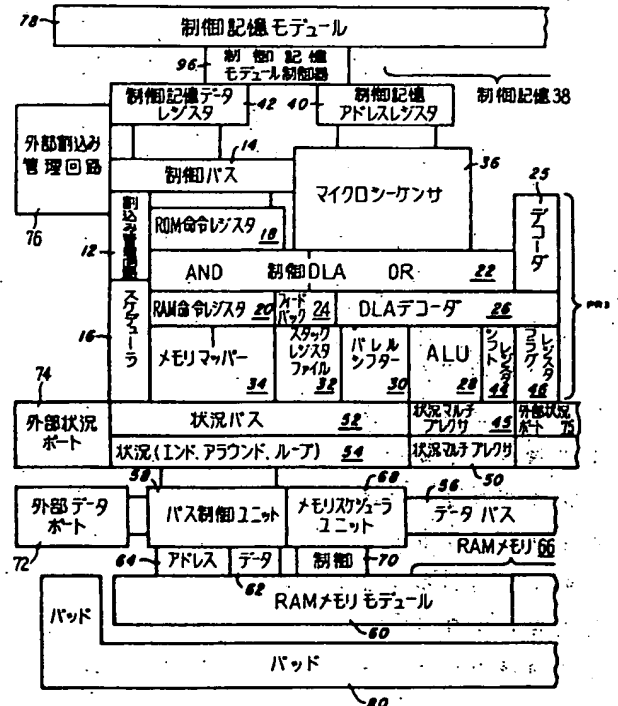 78
制御記憶モジュール
96
制御記憶
モジュール制御器
制御記憶データ
レジスタ
42
40
制御記憶
アドレスレジスタ
制御記憶38
外部割込み
管理回路
76
14
制御バス
36
マイクロシーケンサ
25
デコーダ
12
ROM命令レジスタ 18
AND 制御DLA OR 22
PR3
16
スケデューラ
RAM命令レジスタ 20
フィードバック 24
DLAデコーダ 26
メモリマッパー 34
スタック
レジスタ
ファイル
32
バレル
シフター
30
ALU
28
シフト
レジスタ
44
フラグ
レジスタ
46
74
外部状況
ポート
状況バス 52
状況マルチ
プレクサ 45
外部状況
ポート 75
状況(エンド、アラウンド、ループ) 54
状況マルチプレクサ
50
58
68
56
外部データ
ポート
72
バス制御ユニット
メモリスケジューラ
ユニット
データバス
64
アドレス
データ
制御
70
RAMメモリ 66
62
RAMメモリモジュール
60
パッド
パッド
80